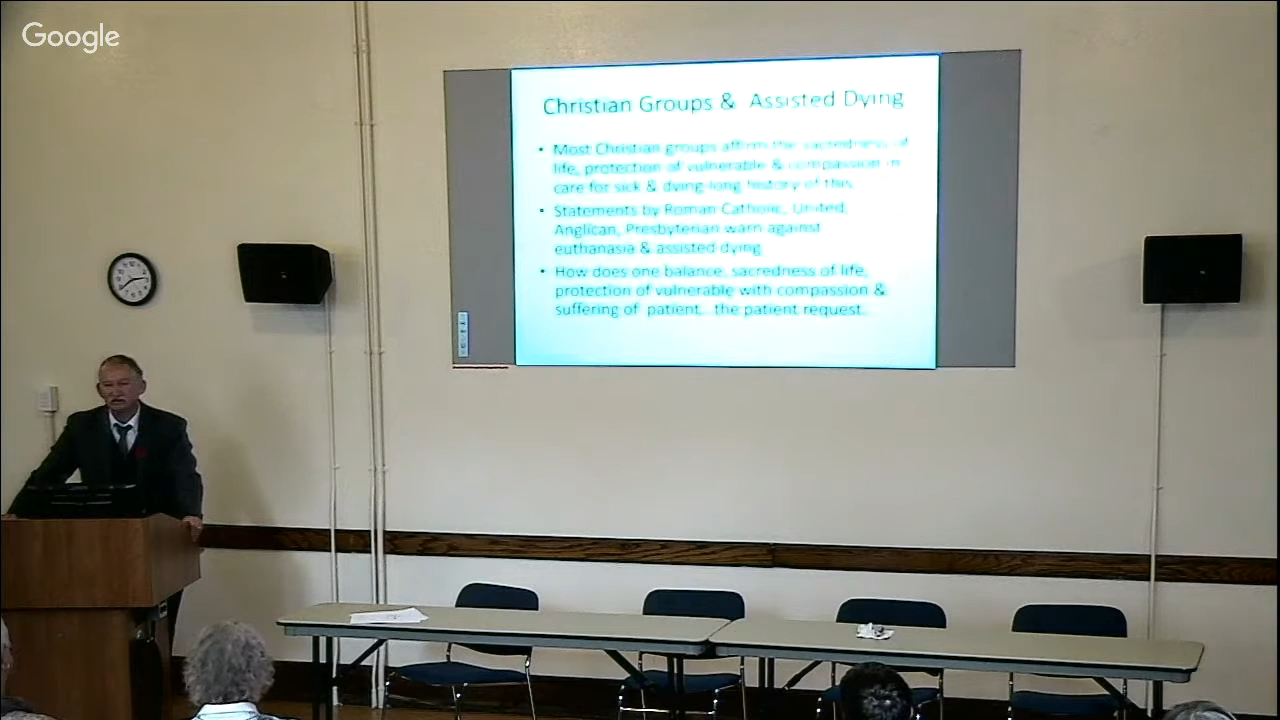 Google
Christian Groups & Assisted Dying
• Most Christian groups affirm the sacredness of
life, protection of vulnerable & compassion in
care for sick & dying-long history of this
• Statements by Roman Catholic, United,
Anglican, Presbyterian warn against
euthanasia & assisted dying
• How does one balance, sacredness of life,
protection of vulnerable with compassion &
suffering of patient.. the patient request.